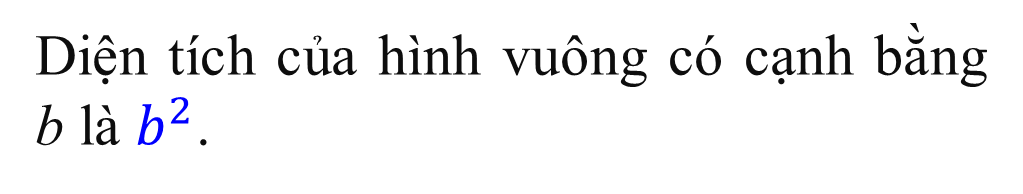 Diện tích của hình vuông có cạnh bằng
b là b².